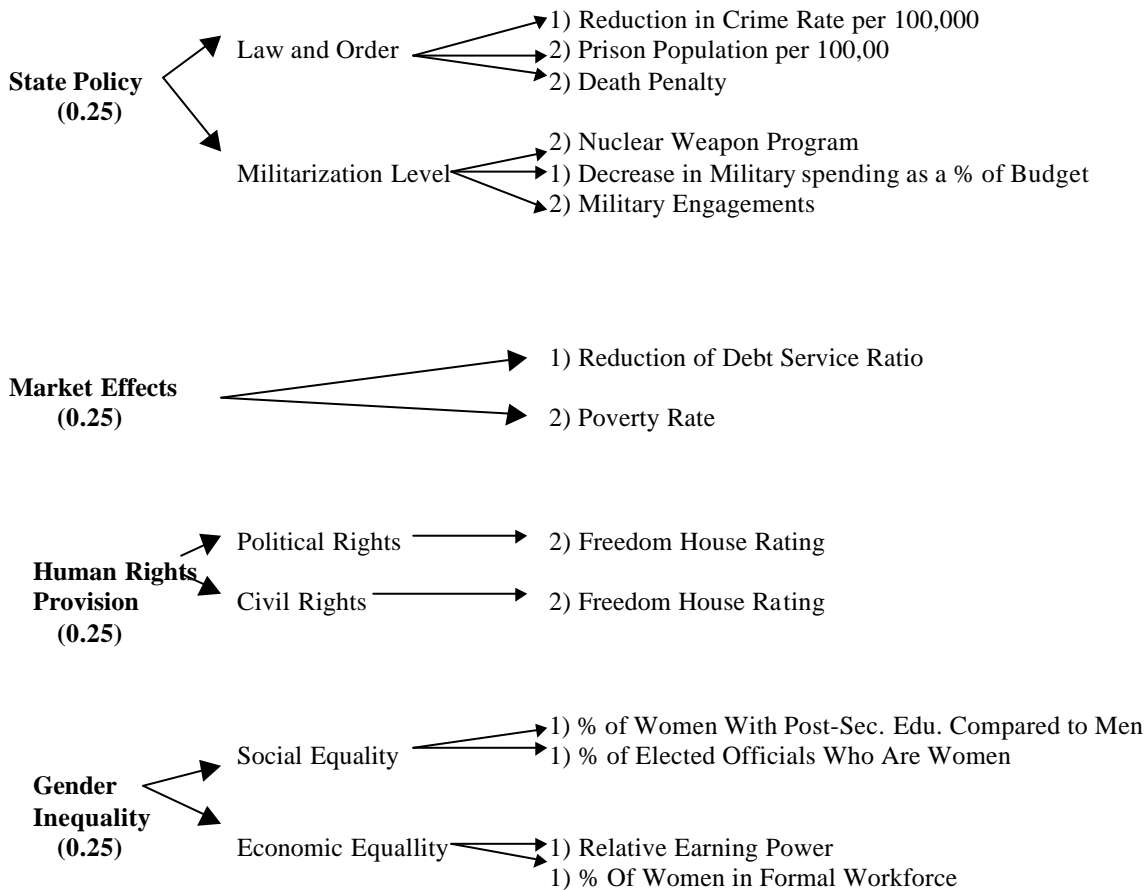 1) Reduction in Crime Rate per 100,000
Law and Order
2) Prison Population per 100,00
2) Death Penalty
State Policy
(0.25)
2) Nuclear Weapon Program
Militarization Level
1) Decrease in Military spending as a % of Budget
2) Military Engagements
1) Reduction of Debt Service Ratio
Market Effects
(0.25)
2) Poverty Rate
Political Rights
2) Freedom House Rating
Human Rights
Provision
(0.25)
Civil Rights
2) Freedom House Rating
1) % of Women With Post-Sec. Edu. Compared to Men
Social Equality
1) % of Elected Officials Who Are Women
Gender
Inequality
(0.25)
Economic Equallity
1) Relative Earning Power
1) % Of Women in Formal Workforce